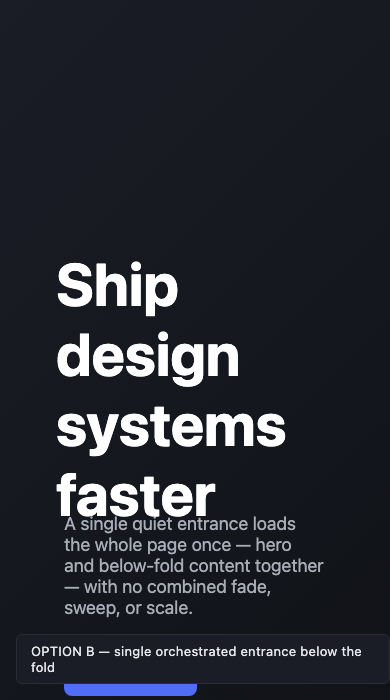 Ship
design
systems
faster
A single quiet entrance loads
the whole page once — hero
and below-fold content together
— with no combined fade,
sweep, or scale.
OPTION B — single orchestrated entrance below the
fold